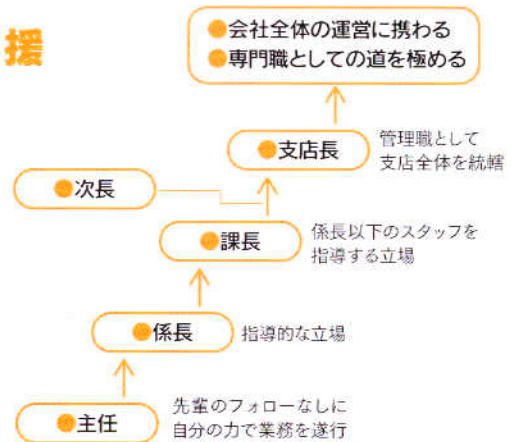 援
●会社全体の運営に携わる
●専門職としての道を極める
●支店長
管理職として
支店全体を統轄
●次長
●課長
係長以下のスタッフを
指導する立場
●係長
指導的な立場
●主任
先輩のフォローなしに
自分の力で業務を遂行